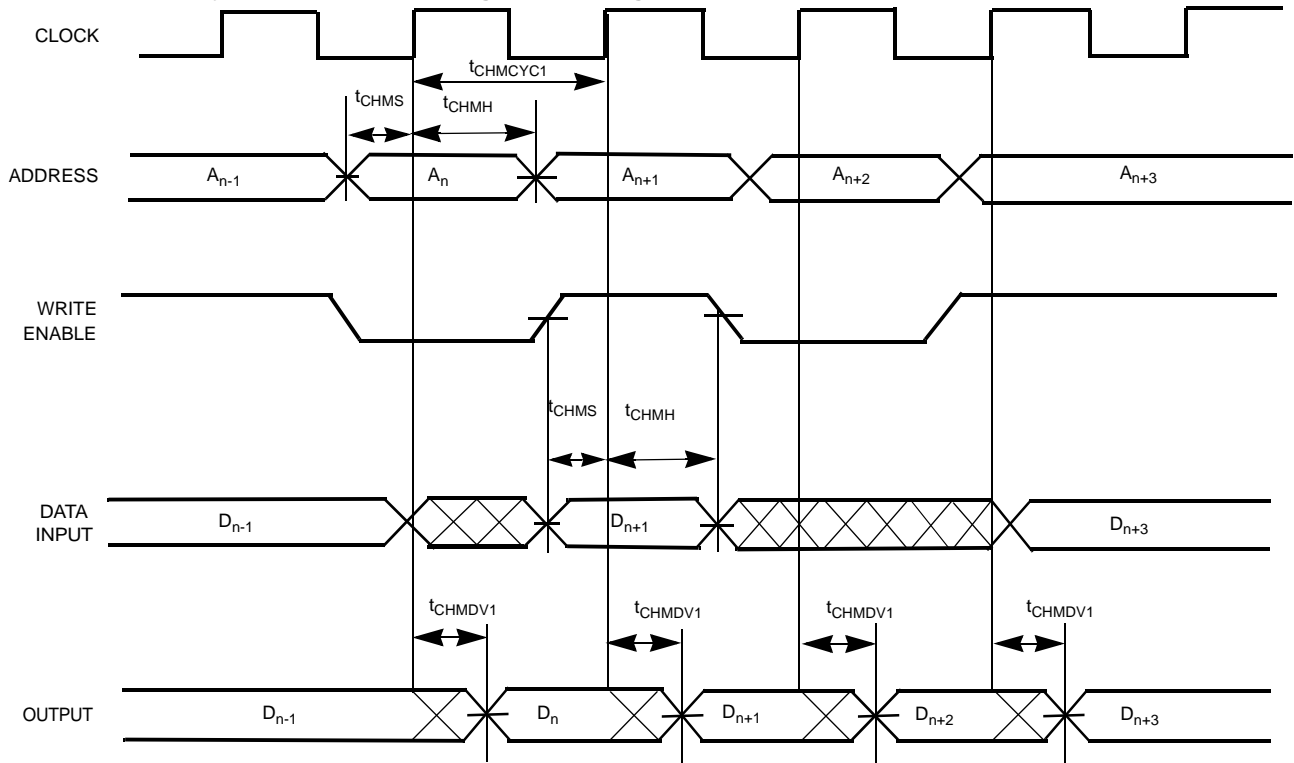 CLOCK
tCHMCYC1
tCHMS tCHMH
ADDRESS An-1 An An+1 An+2 An+3
WRITE
ENABLE
tCHMS tCHMH
DATA
INPUT Dn-1 Dn+1 Dn+3
tCHMDV1 tCHMDV1 tCHMDV1 tCHMDV1
OUTPUT Dn-1 Dn Dn+1 Dn+2 Dn+3